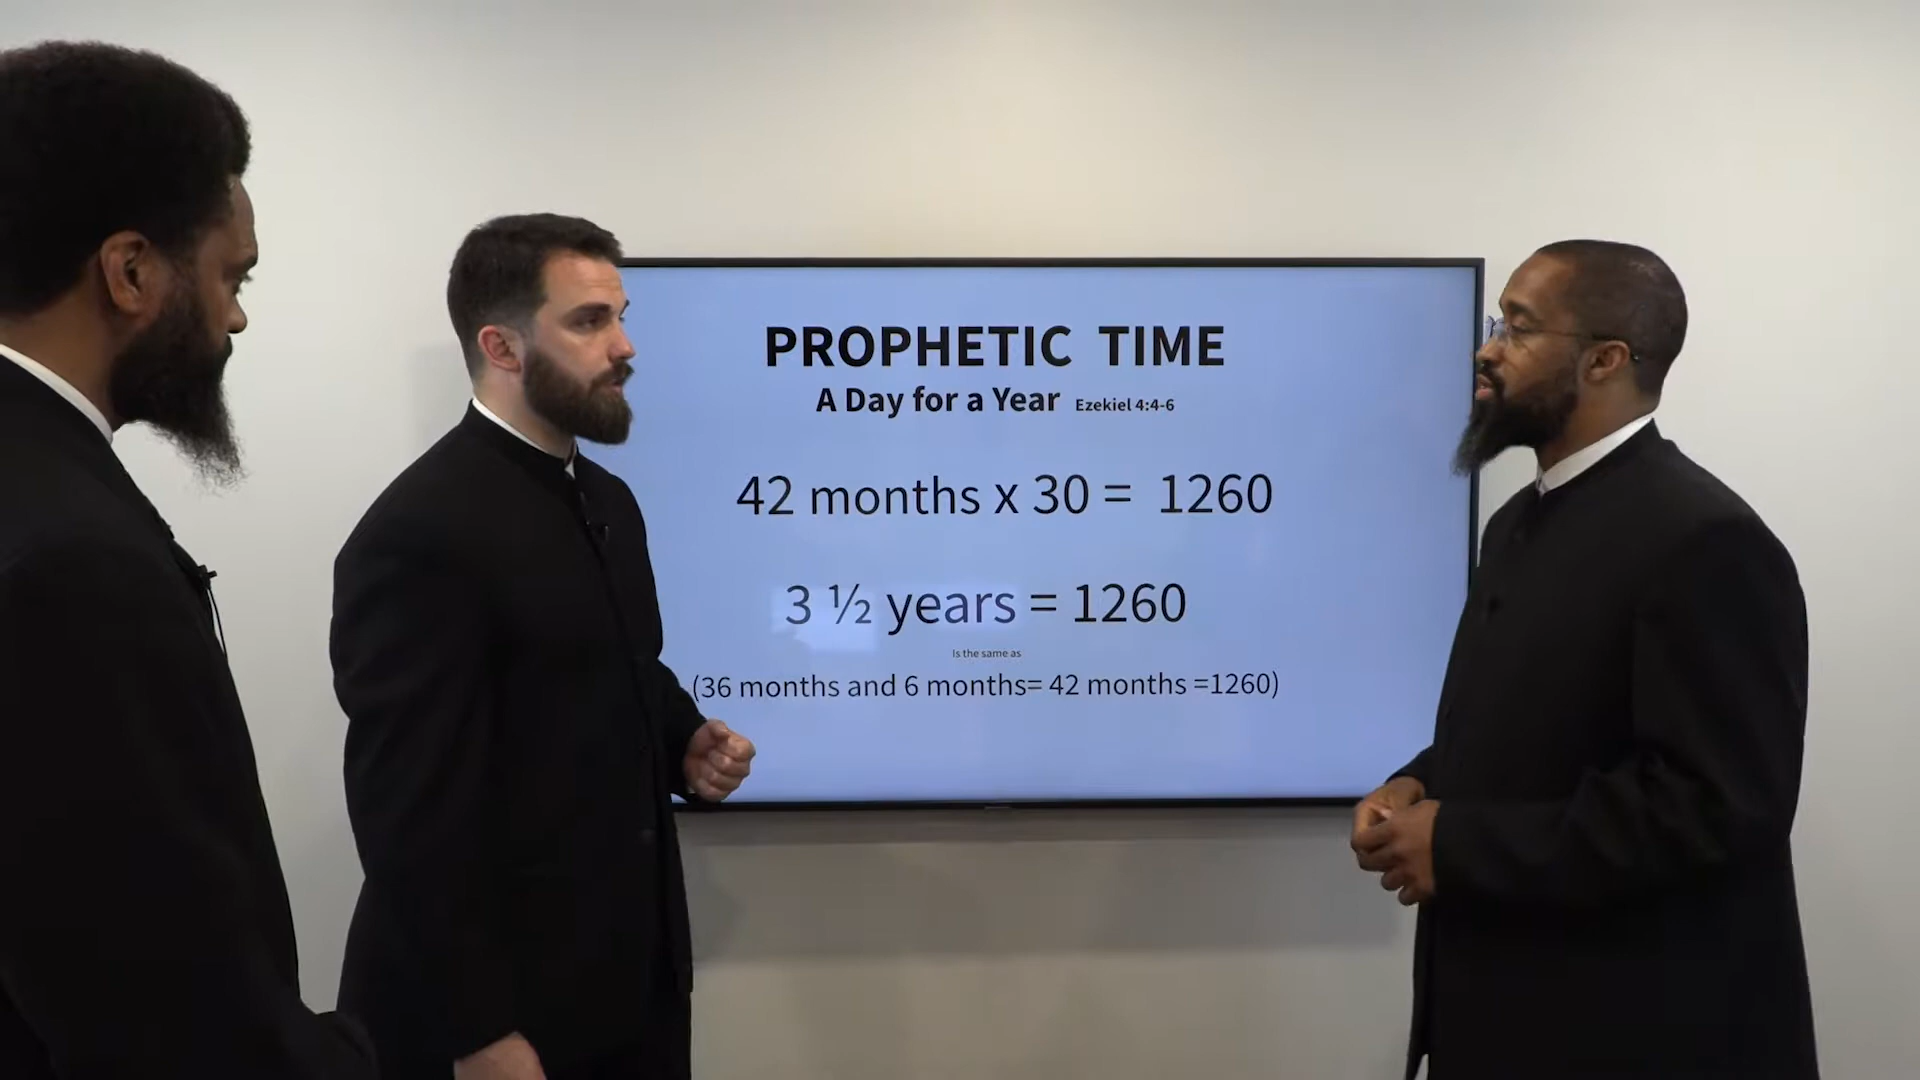 PROPHETIC TIME
A Day for a Year Ezekiel 4:4-6
42 months x 30 = 1260
3 ½ years = 1260
Is the same as
(36 months and 6 months= 42 months =1260)